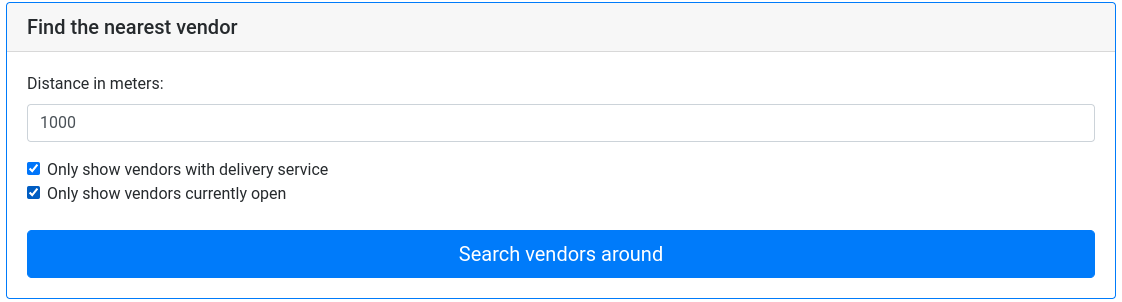 Find the nearest vendor
Distance in meters:
1000
Only show vendors with delivery service
Only show vendors currently open
Search vendors around